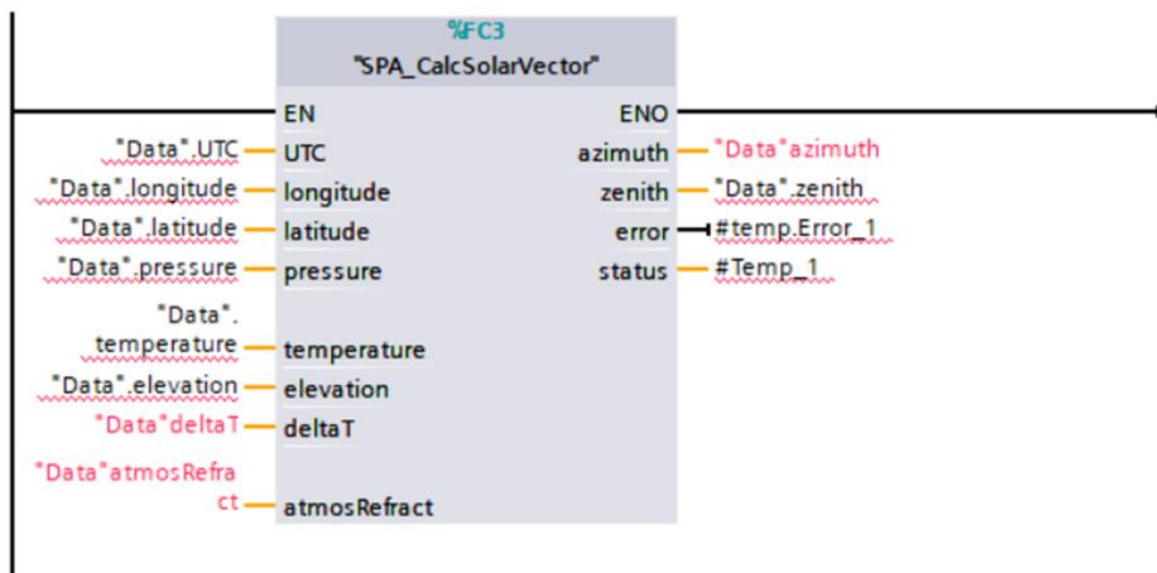 %FC3
"SPA_CalcSolarVector"
EN ENO
"Data".UTC UTC azimuth "Data"azimuth
"Data".longitude longitude zenith "Data".zenith
"Data".latitude latitude error #temp.Error_1
"Data".pressure pressure status #Temp_1
"Data".
temperature temperature
"Data".elevation elevation
"Data"deltaT deltaT
"Data"atmosRefra
ct atmosRefract